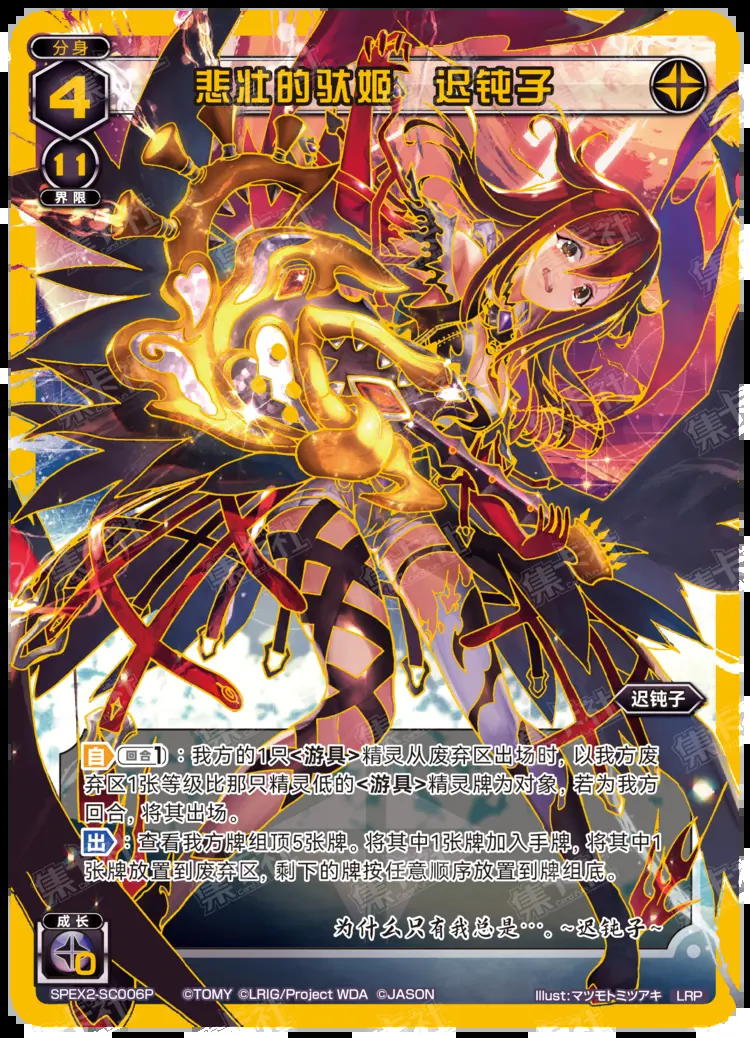 分身
4
悲壮的驮姬 迟钝子
11
界限
迟钝子
自 回合1：我方的1只<游具>精灵从废弃区出场时，以我方废
弃区1张等级比那只精灵低的<游具>精灵牌为对象，若为我方
回合，将其出场。
出：查看我方牌组顶5张牌。将其中1张牌加入手牌，将其中1
张牌放置到废弃区，剩下的牌按任意顺序放置到牌组底。
为什么只有我总是…。~迟钝子~
成长
0
SPEX2-SC006P ©TOMY ©LRIG/Project WDA ©JASON Illust:マツモトミツアキ LRP
集卡社